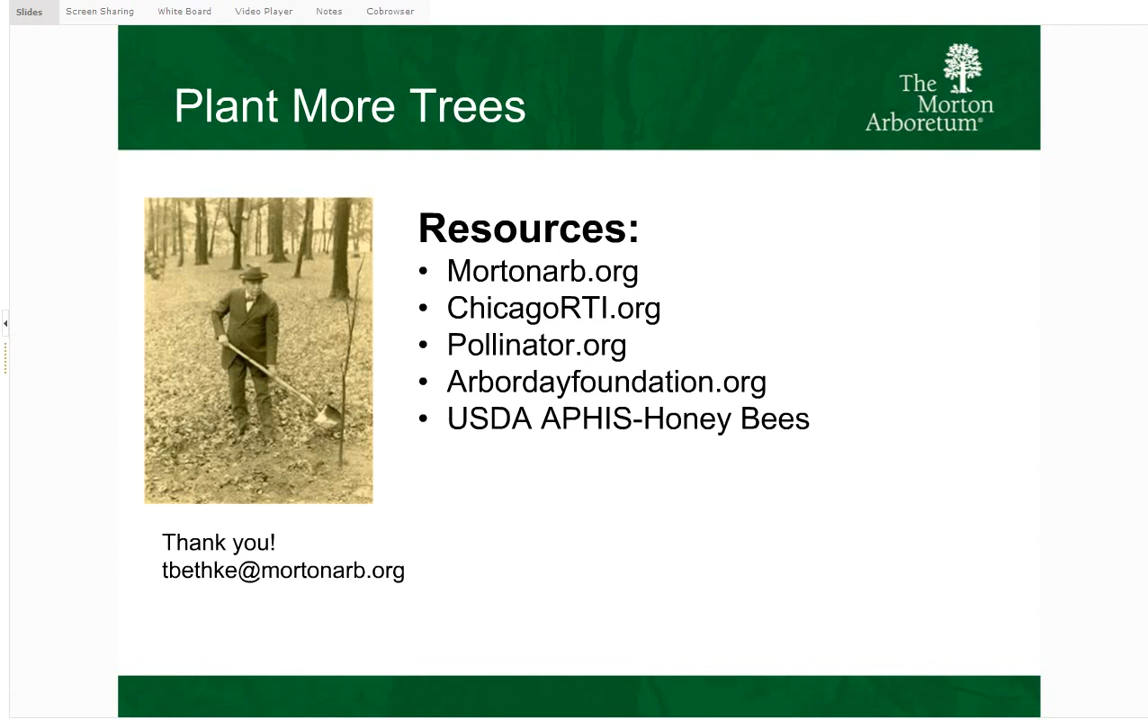 Slides
Screen Sharing
White Board
Video Player
Notes
Cobrowser
Plant More Trees
The
Morton
Arboretum®
Resources:
• Mortonarb.org
• ChicagoRTI.org
• Pollinator.org
• Arbordayfoundation.org
• USDA APHIS-Honey Bees
Thank you!
tbethke@mortonarb.org